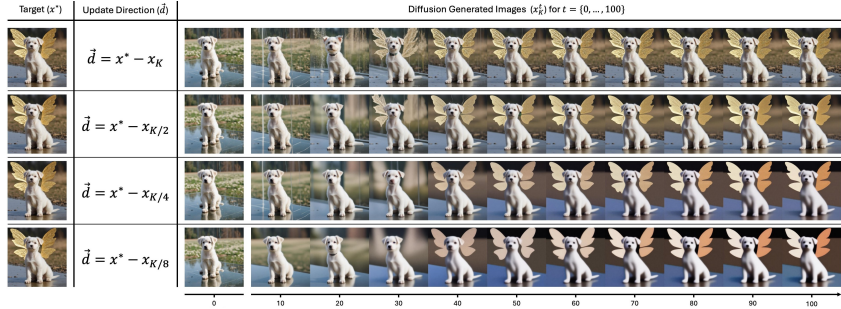 Target (x*) Update Direction (d⃗) Diffusion Generated Images (x_K^t) for t = {0, … , 100}
d⃗ = x* − x_K
d⃗ = x* − x_{K/2}
d⃗ = x* − x_{K/4}
d⃗ = x* − x_{K/8}
0 10 20 30 40 50 60 70 80 90 100